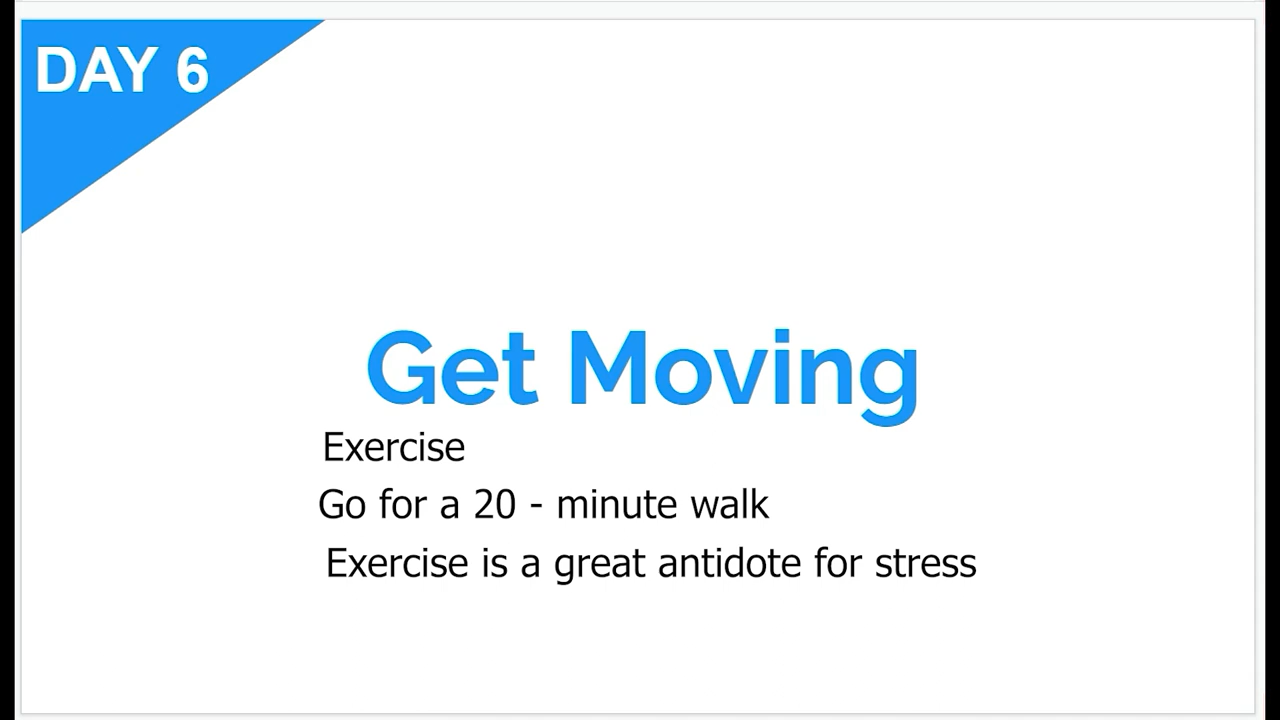 DAY 6
Get Moving
Exercise
Go for a 20 - minute walk
Exercise is a great antidote for stress